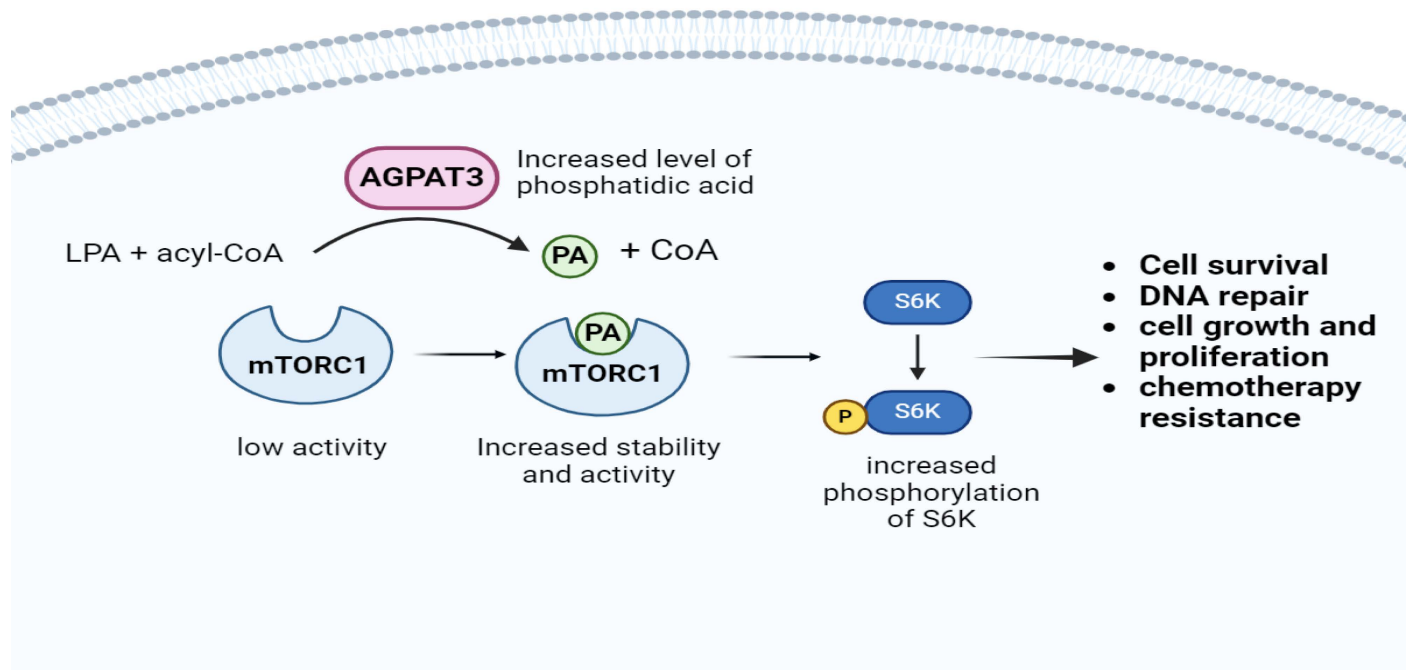 AGPAT3
Increased level of
phosphatidic acid
LPA + acyl-CoA
PA
+ CoA
mTORC1
low activity
PA
mTORC1
Increased stability
and activity
S6K
P
S6K
increased
phosphorylation
of S6K
• Cell survival
• DNA repair
• cell growth and
proliferation
• chemotherapy
resistance